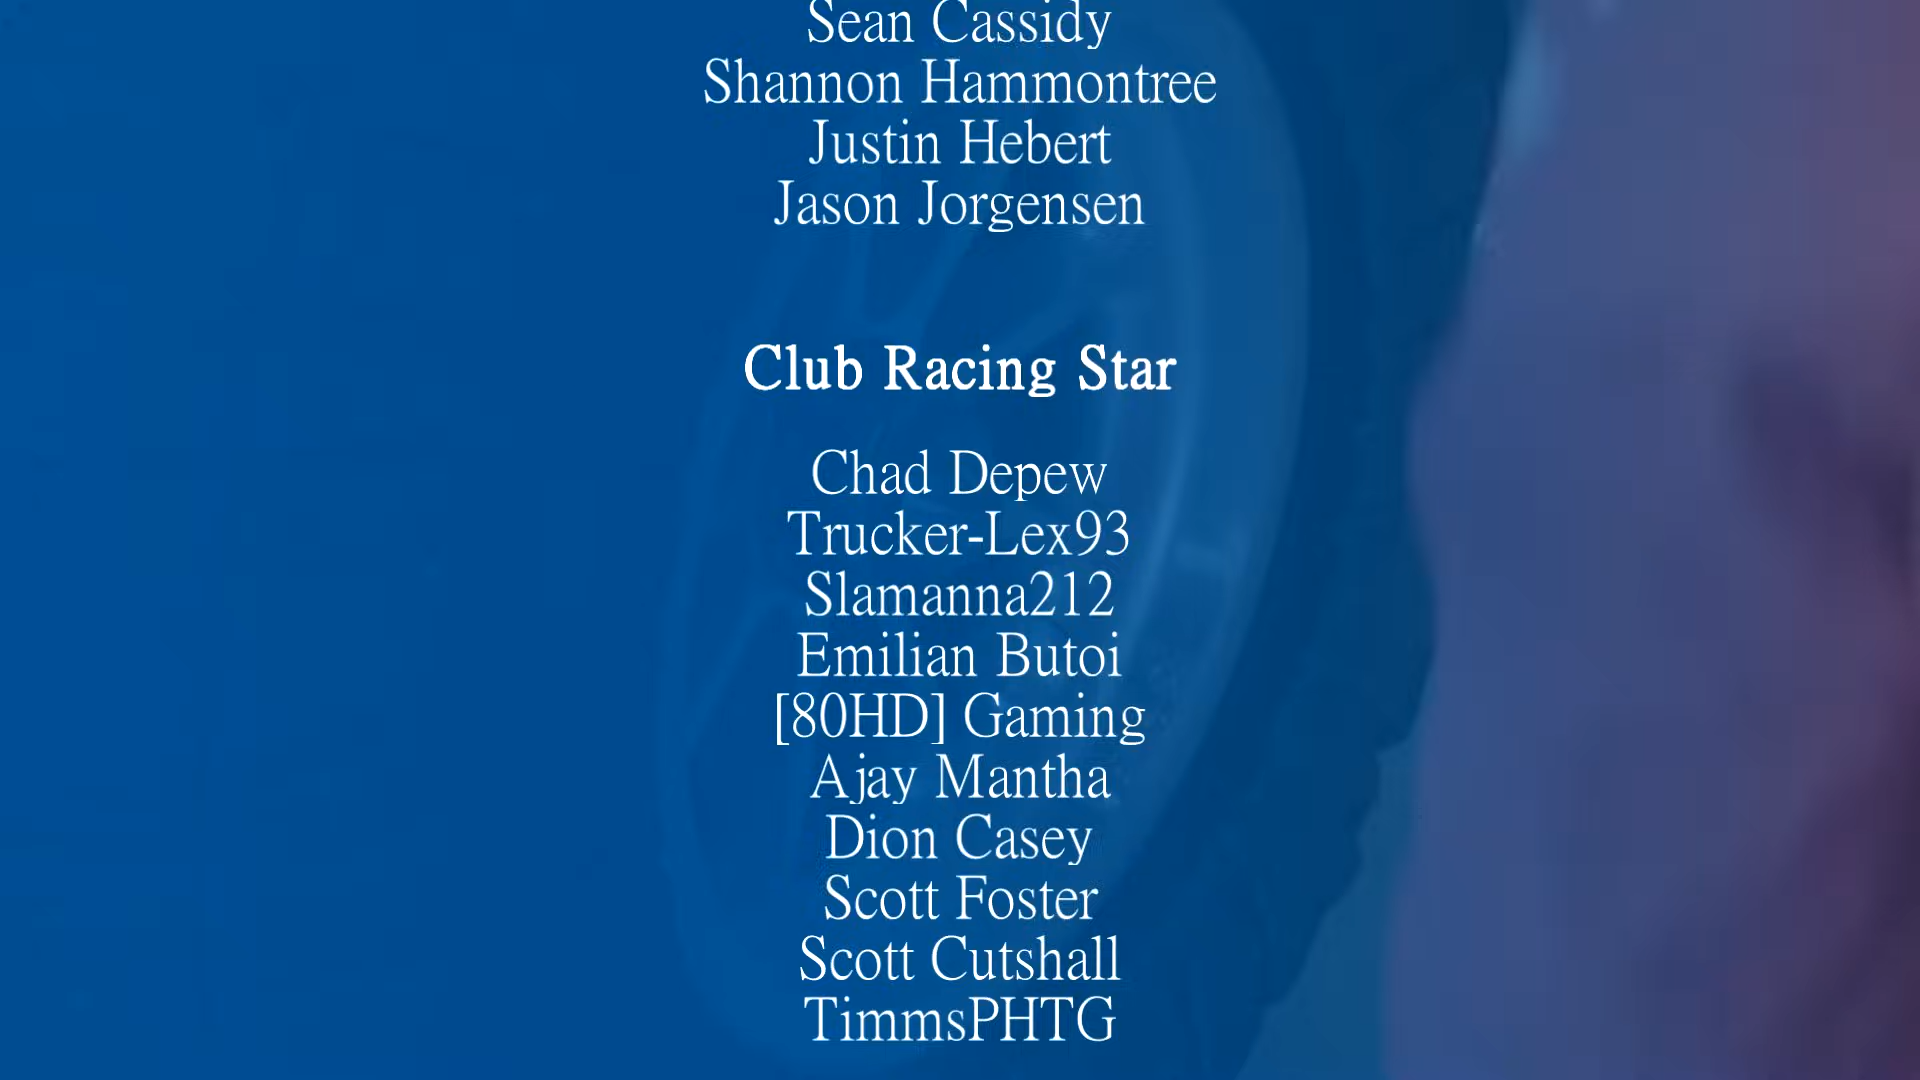 Sean Cassidy
Shannon Hammontree
Justin Hebert
Jason Jorgensen
Club Racing Star
Chad Depew
Trucker-Lex93
Slamanna212
Emilian Butoi
[80HD] Gaming
Ajay Mantha
Dion Casey
Scott Foster
Scott Cutshall
TimmsPHTG